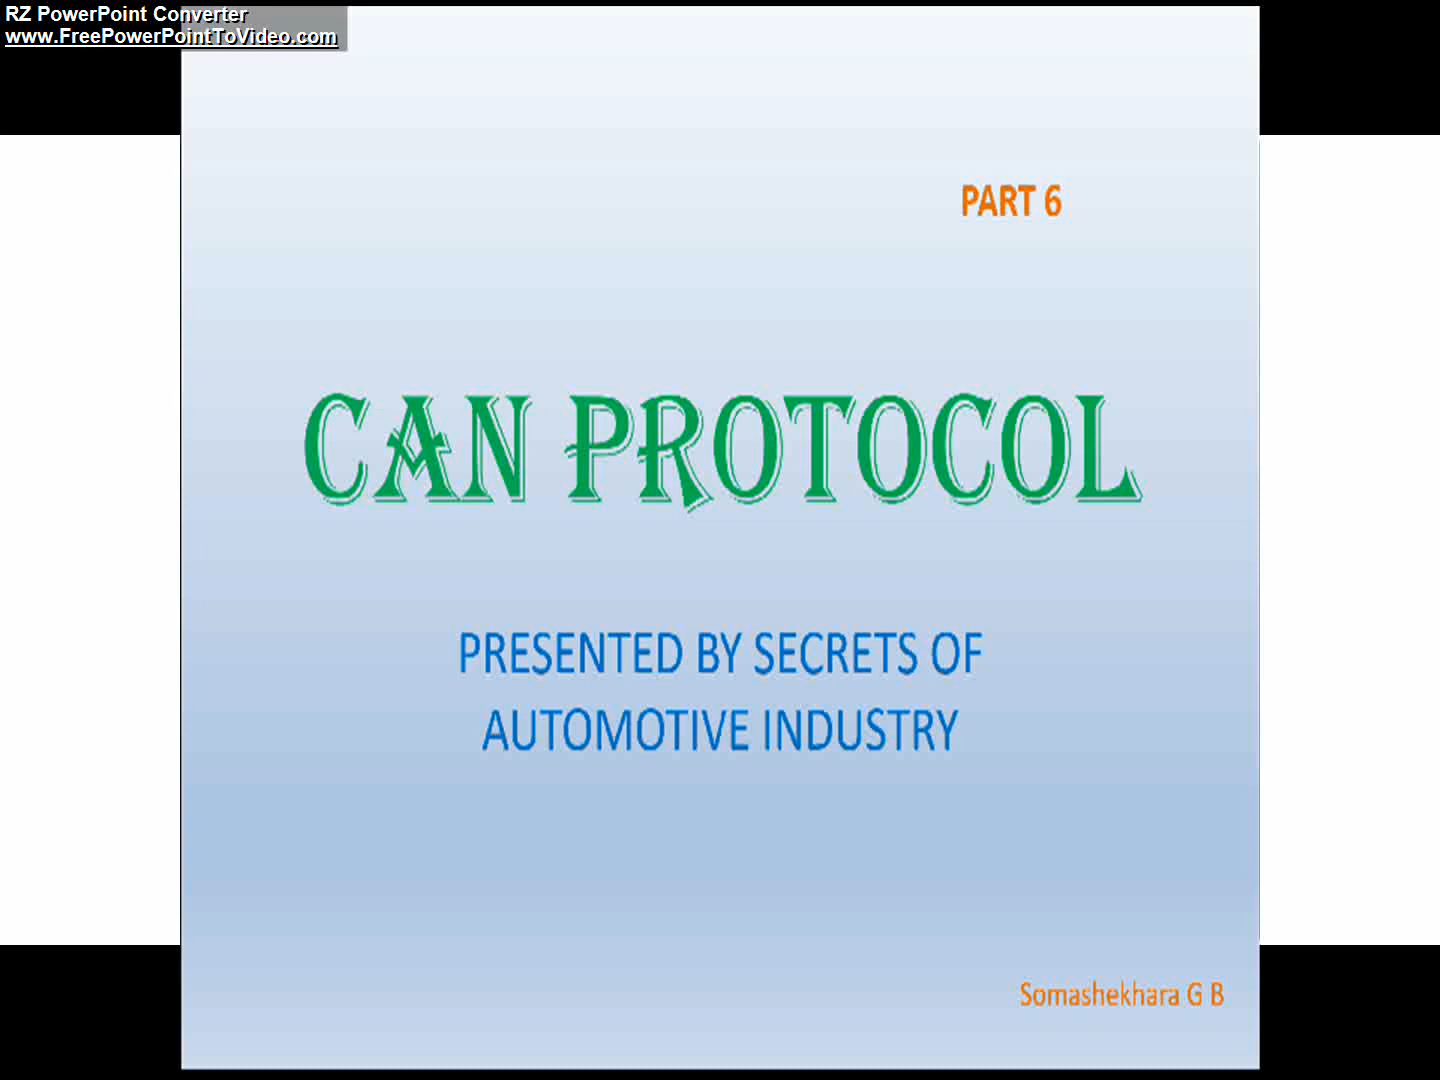 RZ PowerPoint Converter
www.FreePowerPointToVideo.com
PART 6
CAN PROTOCOL
PRESENTED BY SECRETS OF
AUTOMOTIVE INDUSTRY
Somashekhara G B